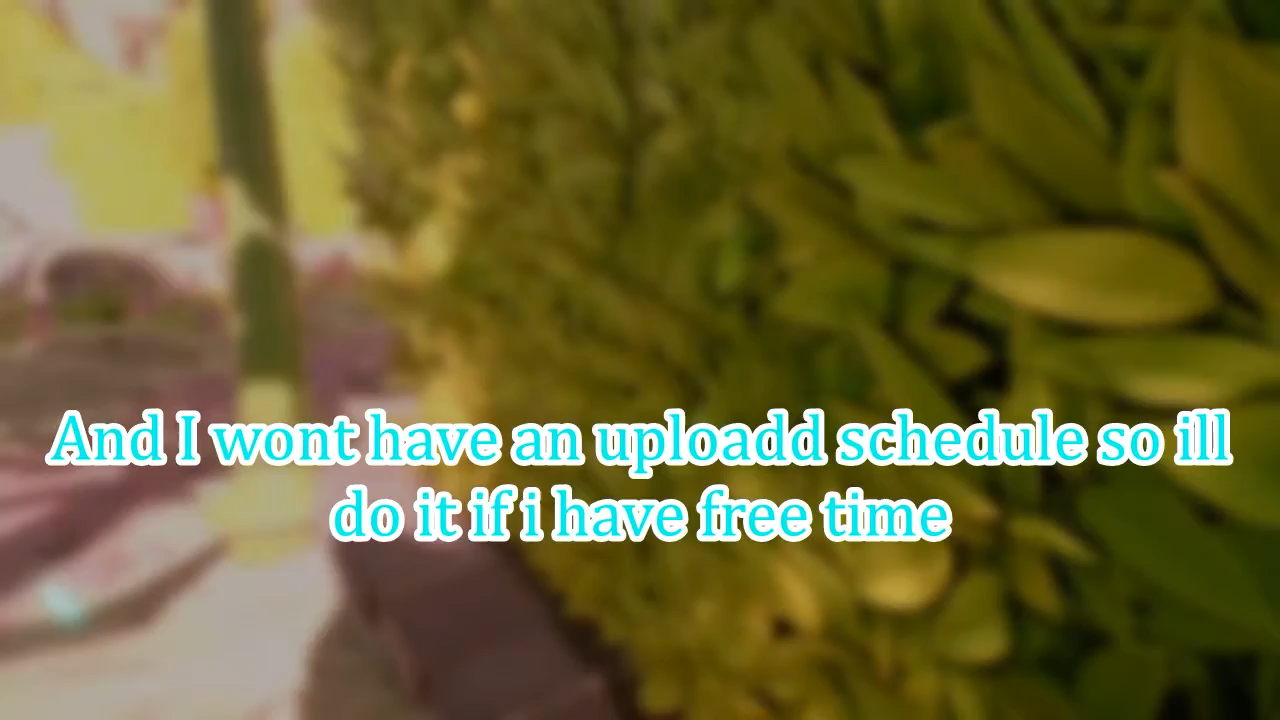 And I wont have an uploadd schedule so ill
do it if i have free time